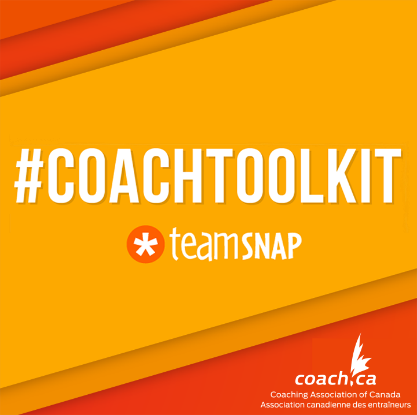 #COACHTOOLKIT
teamSNAP
coach.ca
Coaching Association of Canada
Association canadienne des entraîneurs